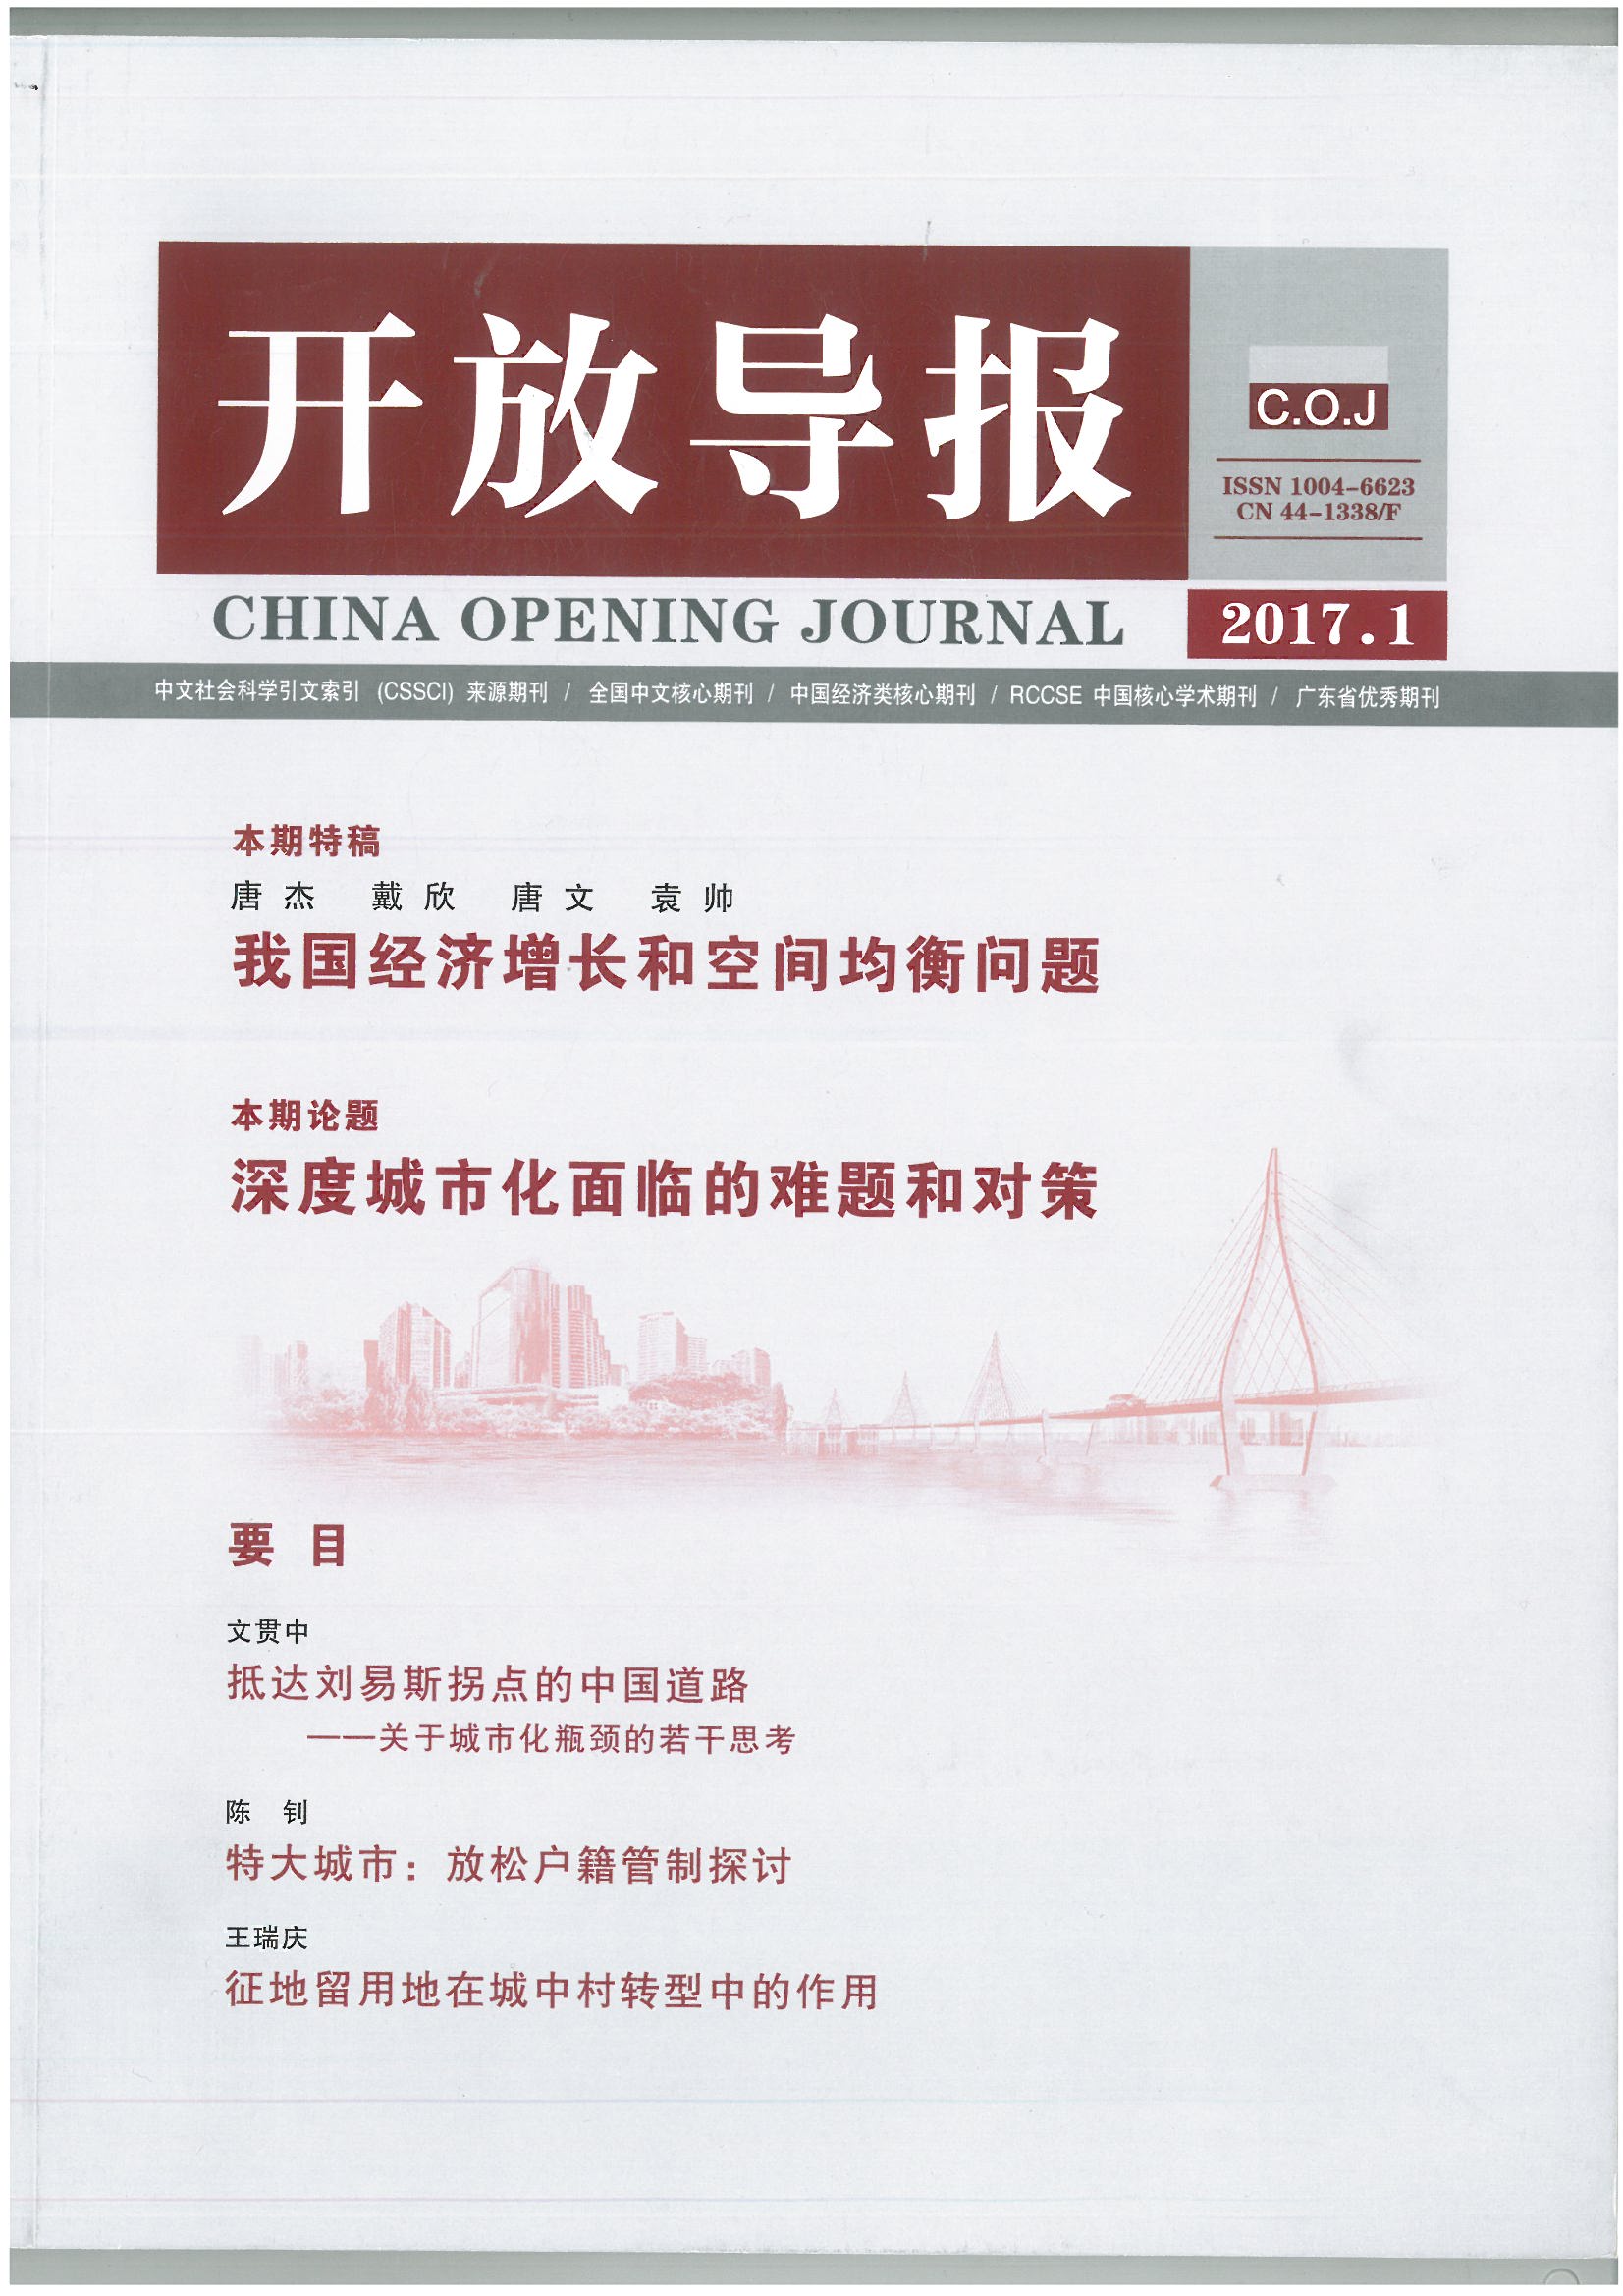 开放导报
C.O.J
ISSN 1004-6623
CN 44-1338/F
CHINA OPENING JOURNAL
2017.1
中文社会科学引文索引 (CSSCI) 来源期刊 / 全国中文核心期刊 / 中国经济类核心期刊 / RCCSE 中国核心学术期刊 / 广东省优秀期刊
本期特稿
唐杰 戴欣 唐文 袁帅
我国经济增长和空间均衡问题
本期论题
深度城市化面临的难题和对策
要目
文贯中
抵达刘易斯拐点的中国道路
——关于城市化瓶颈的若干思考
陈 钊
特大城市：放松户籍管制探讨
王瑞庆
征地留用地在城中村转型中的作用